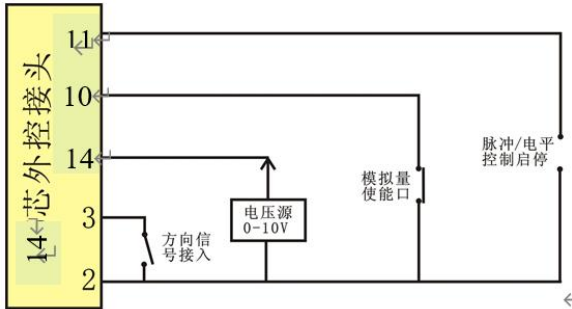 14芯外控接头
11
10
14
3
2
方向信
号接入
电压源
0-10V
模拟量
使能口
脉冲/电平
控制启停